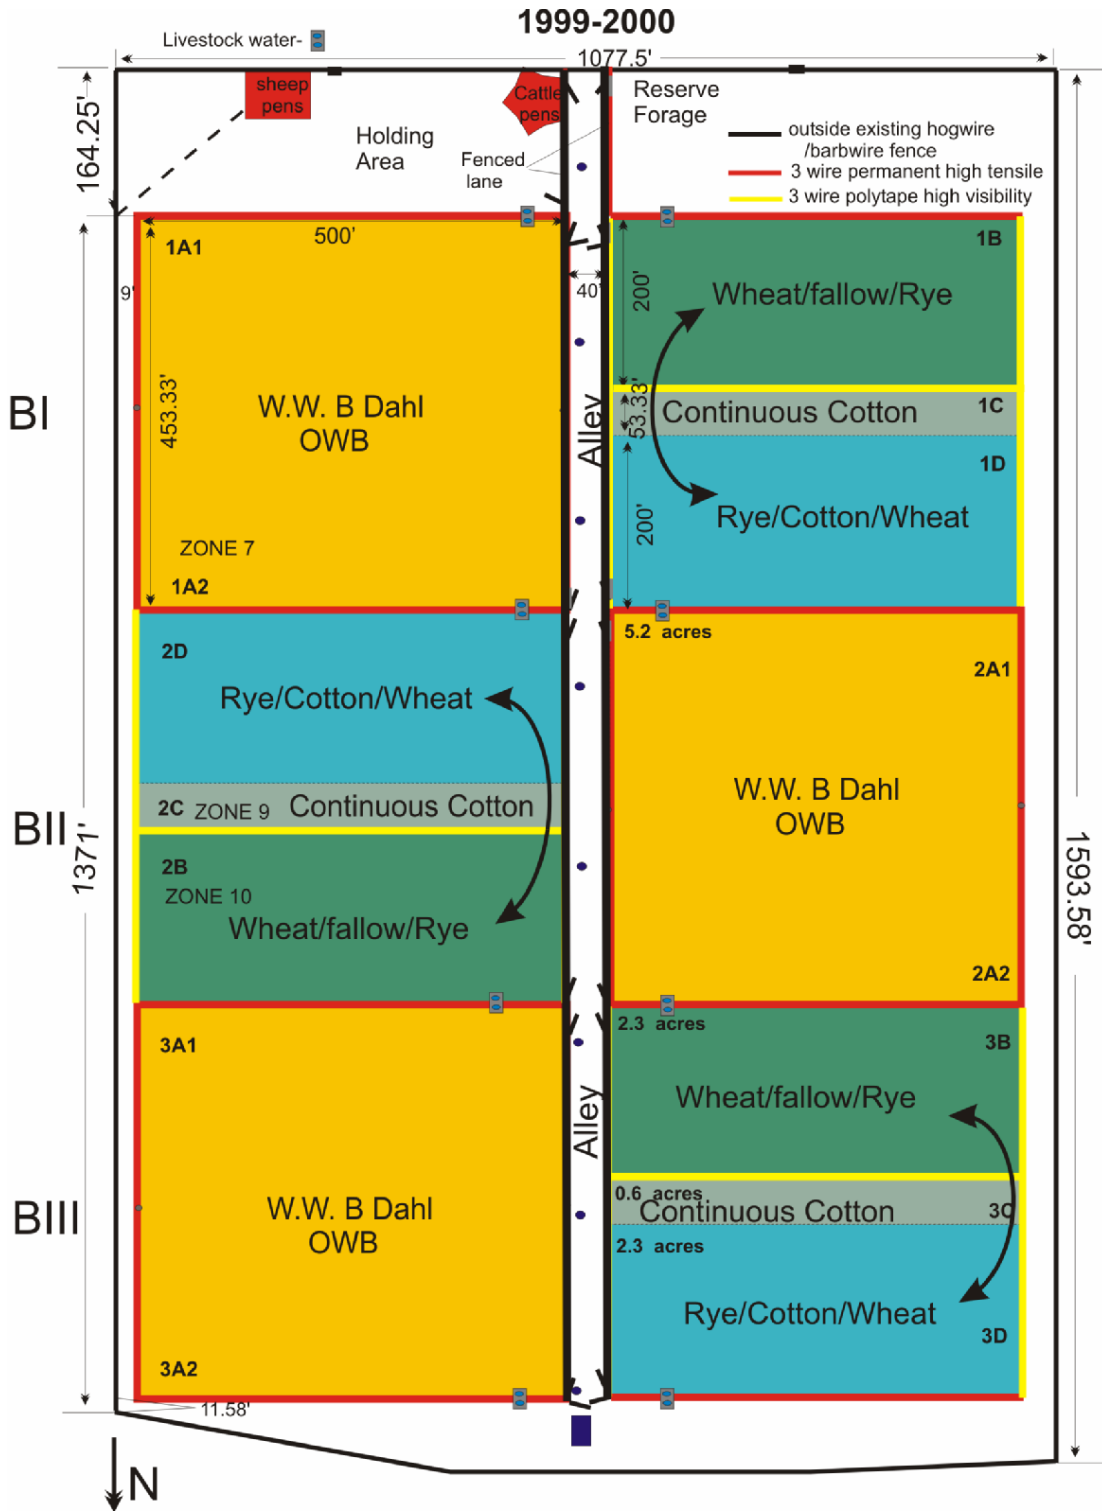 1999-2000
Livestock water-
1077.5'
sheep
pens
Cattle
pens
Reserve
Forage
164.25'
Holding
Area
Fenced
lane
outside existing hogwire
/barbwire fence
3 wire permanent high tensile
3 wire polytape high visibility
500'
1A1
1B
9'
40'
200'
Wheat/fallow/Rye
453.33'
53.33'
BI
W.W. B Dahl
OWB
Alley
Continuous Cotton
1C
1D
200'
Rye/Cotton/Wheat
ZONE 7
1A2
5.2 acres
2D
2A1
Rye/Cotton/Wheat
W.W. B Dahl
OWB
2C ZONE 9 Continuous Cotton
BII
1371'
1593.58'
2B
ZONE 10
Wheat/fallow/Rye
2A2
2.3 acres
3A1
3B
Wheat/fallow/Rye
Alley
0.6 acres
Continuous Cotton
3C
BIII
W.W. B Dahl
OWB
2.3 acres
Rye/Cotton/Wheat
3D
3A2
11.58'
N